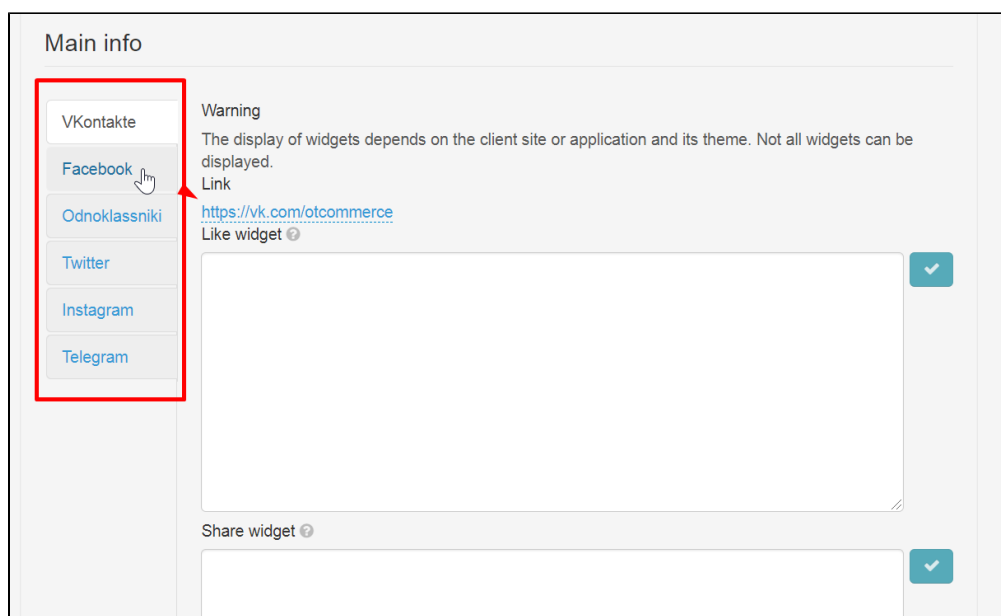 Main info
VKontakte
Facebook
Odnoklassniki
Twitter
Instagram
Telegram
Warning
The display of widgets depends on the client site or application and its theme. Not all widgets can be
displayed.
Link
https://vk.com/otcommerce
Like widget
Share widget